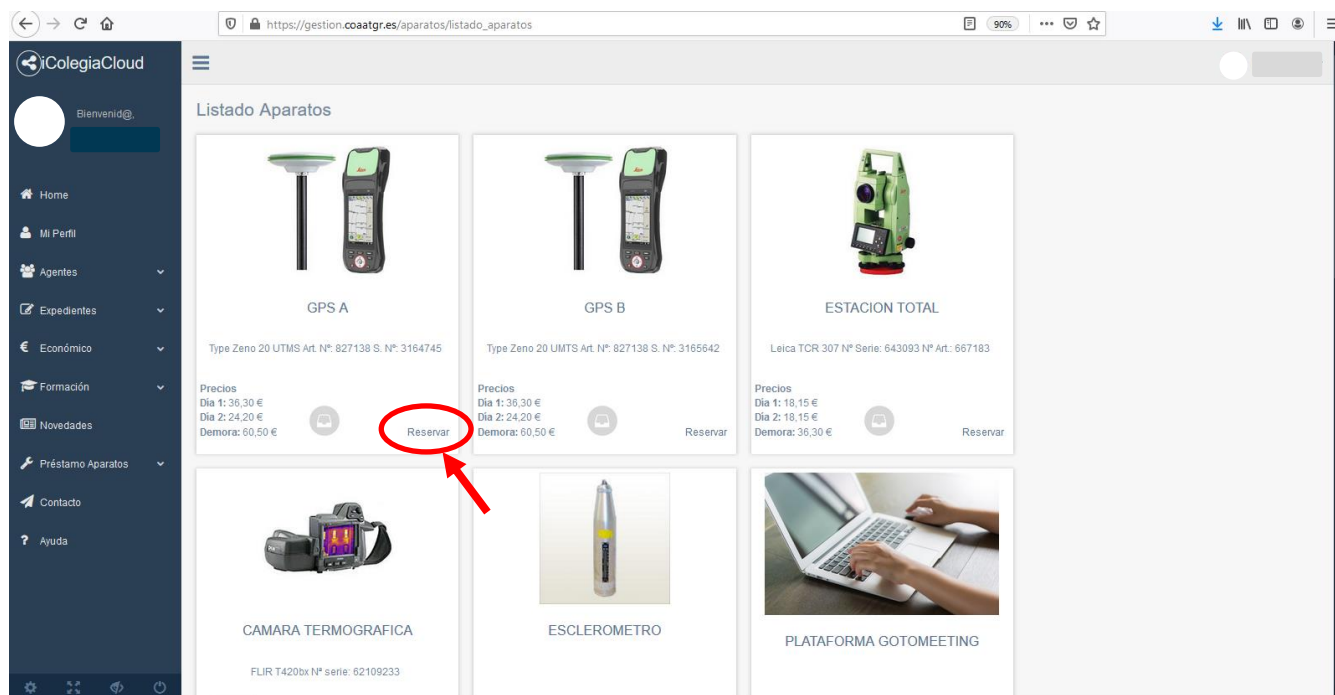 https://gestion.coaatgr.es/aparatos/listado_aparatos
90%
iColegiaCloud
Bienvenid@,
Home
Mi Perfil
Agentes
Expedientes
€ Económico
Formación
Novedades
Préstamo Aparatos
Contacto
? Ayuda
Listado Aparatos
GPS A
Type Zeno 20 UTMS Art. Nº: 827138 S. Nº: 3164745
Precios
Dia 1: 36,30 €
Dia 2: 24,20 €
Demora: 60,50 €
Reservar
GPS B
Type Zeno 20 UMTS Art. Nº: 827138 S. Nº: 3165642
Precios
Dia 1: 36,30 €
Dia 2: 24,20 €
Demora: 60,50 €
Reservar
ESTACION TOTAL
Leica TCR 307 Nº Serie: 643093 Nº Art.: 667183
Precios
Dia 1: 18,15 €
Dia 2: 18,15 €
Demora: 36,30 €
Reservar
CAMARA TERMOGRAFICA
FLIR T420bx Nª serie: 62109233
ESCLEROMETRO
PLATAFORMA GOTOMEETING